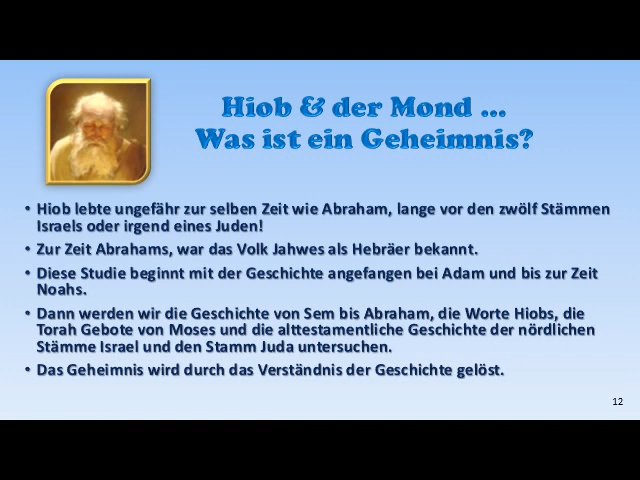 Hiob & der Mond ...
Was ist ein Geheimnis?
• Hiob lebte ungefähr zur selben Zeit wie Abraham, lange vor den zwölf Stämmen
Israels oder irgend eines Juden!
• Zur Zeit Abrahams, war das Volk Jahwes als Hebräer bekannt.
• Diese Studie beginnt mit der Geschichte angefangen bei Adam und bis zur Zeit
Noahs.
• Dann werden wir die Geschichte von Sem bis Abraham, die Worte Hiobs, die
Torah Gebote von Moses und die alttestamentliche Geschichte der nördlichen
Stämme Israel und den Stamm Juda untersuchen.
• Das Geheimnis wird durch das Verständnis der Geschichte gelöst.
12